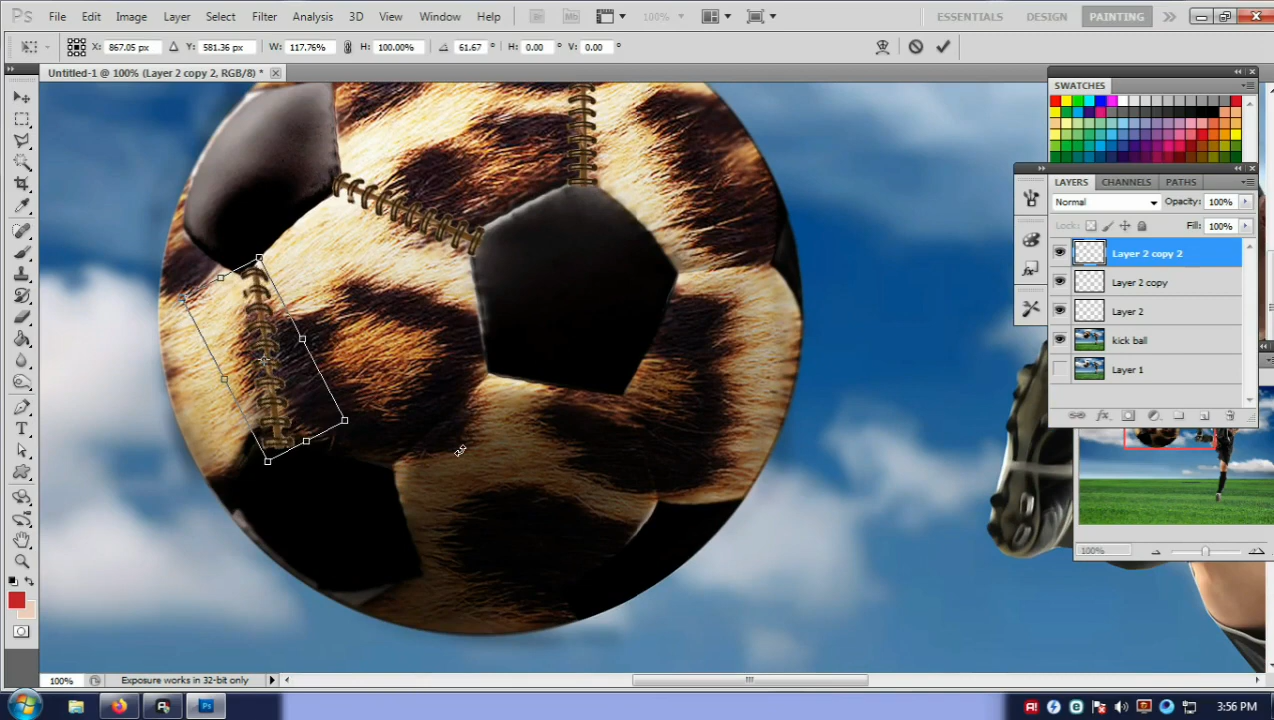 Ps File Edit Image Layer Select Filter Analysis 3D View Window Help Br Mb 100% ESSENTIALS DESIGN PAINTING
X: 867.05 px Y: 581.36 px W: 117.76% H: 100.00% 61.67 ° H: 0.00 ° V: 0.00 °
Untitled-1 @ 100% (Layer 2 copy 2, RGB/8) *
SWATCHES
LAYERS CHANNELS PATHS
Normal Opacity: 100%
Lock: Fill: 100%
Layer 2 copy 2
Layer 2 copy
Layer 2
kick ball
Layer 1
100%
100% Exposure works in 32-bit only
3:56 PM